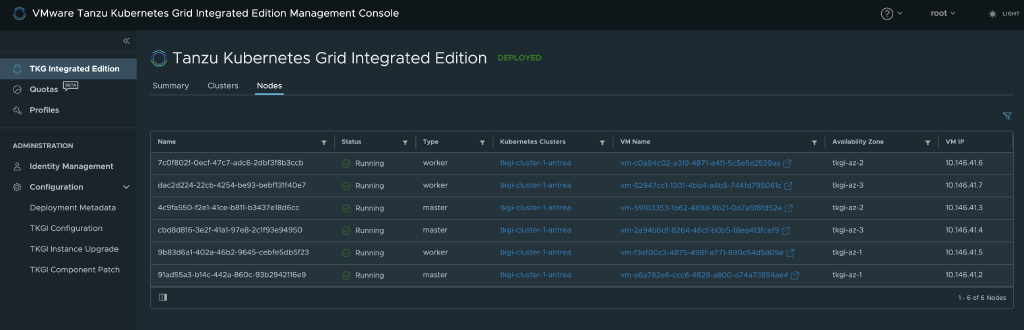 VMware Tanzu Kubernetes Grid Integrated Edition Management Console
root
LIGHT
TKG Integrated Edition
Quotas BETA
Profiles
ADMINISTRATION
Identity Management
Configuration
Deployment Metadata
TKGI Configuration
TKGI Instance Upgrade
TKGI Component Patch
Tanzu Kubernetes Grid Integrated Edition DEPLOYED
Summary Clusters Nodes
Name Status Type Kubernetes Clusters VM Name Availability Zone VM IP
7c0f802f-0ecf-47c7-adc6-2dbf3f8b3ccb Running worker tkgi-cluster-1-antrea vm-c0a94c02-a319-4871-a4f1-5c5e5e2539aa tkgi-az-2 10.146.41.6
dac2d224-22cb-4254-be93-bebf131f40e7 Running worker tkgi-cluster-1-antrea vm-62947cc1-1301-4bb4-a4b5-744fd795061c tkgi-az-3 10.146.41.7
4c9fa550-f2e1-41ce-b811-b3437e18d6cc Running master tkgi-cluster-1-antrea vm-59103353-1b62-489d-9b21-0d7a5f8fd52e tkgi-az-2 10.146.41.3
cbd8d816-3e2f-41a1-97e8-2c1f93e94950 Running master tkgi-cluster-1-antrea vm-2a94b6d1-8264-46cf-b0b5-18ee413fcef9 tkgi-az-3 10.146.41.4
9b83d6a1-402a-46b2-9645-cebfe5db5f23 Running worker tkgi-cluster-1-antrea vm-f3ef00c3-4875-498f-a771-890c54d5d05e tkgi-az-1 10.146.41.5
91ad55a3-b14c-442a-860c-93b2942116e9 Running master tkgi-cluster-1-antrea vm-a6a782e6-ccc6-4829-a800-a74a73854ae4 tkgi-az-1 10.146.41.2
1 - 6 of 6 Nodes